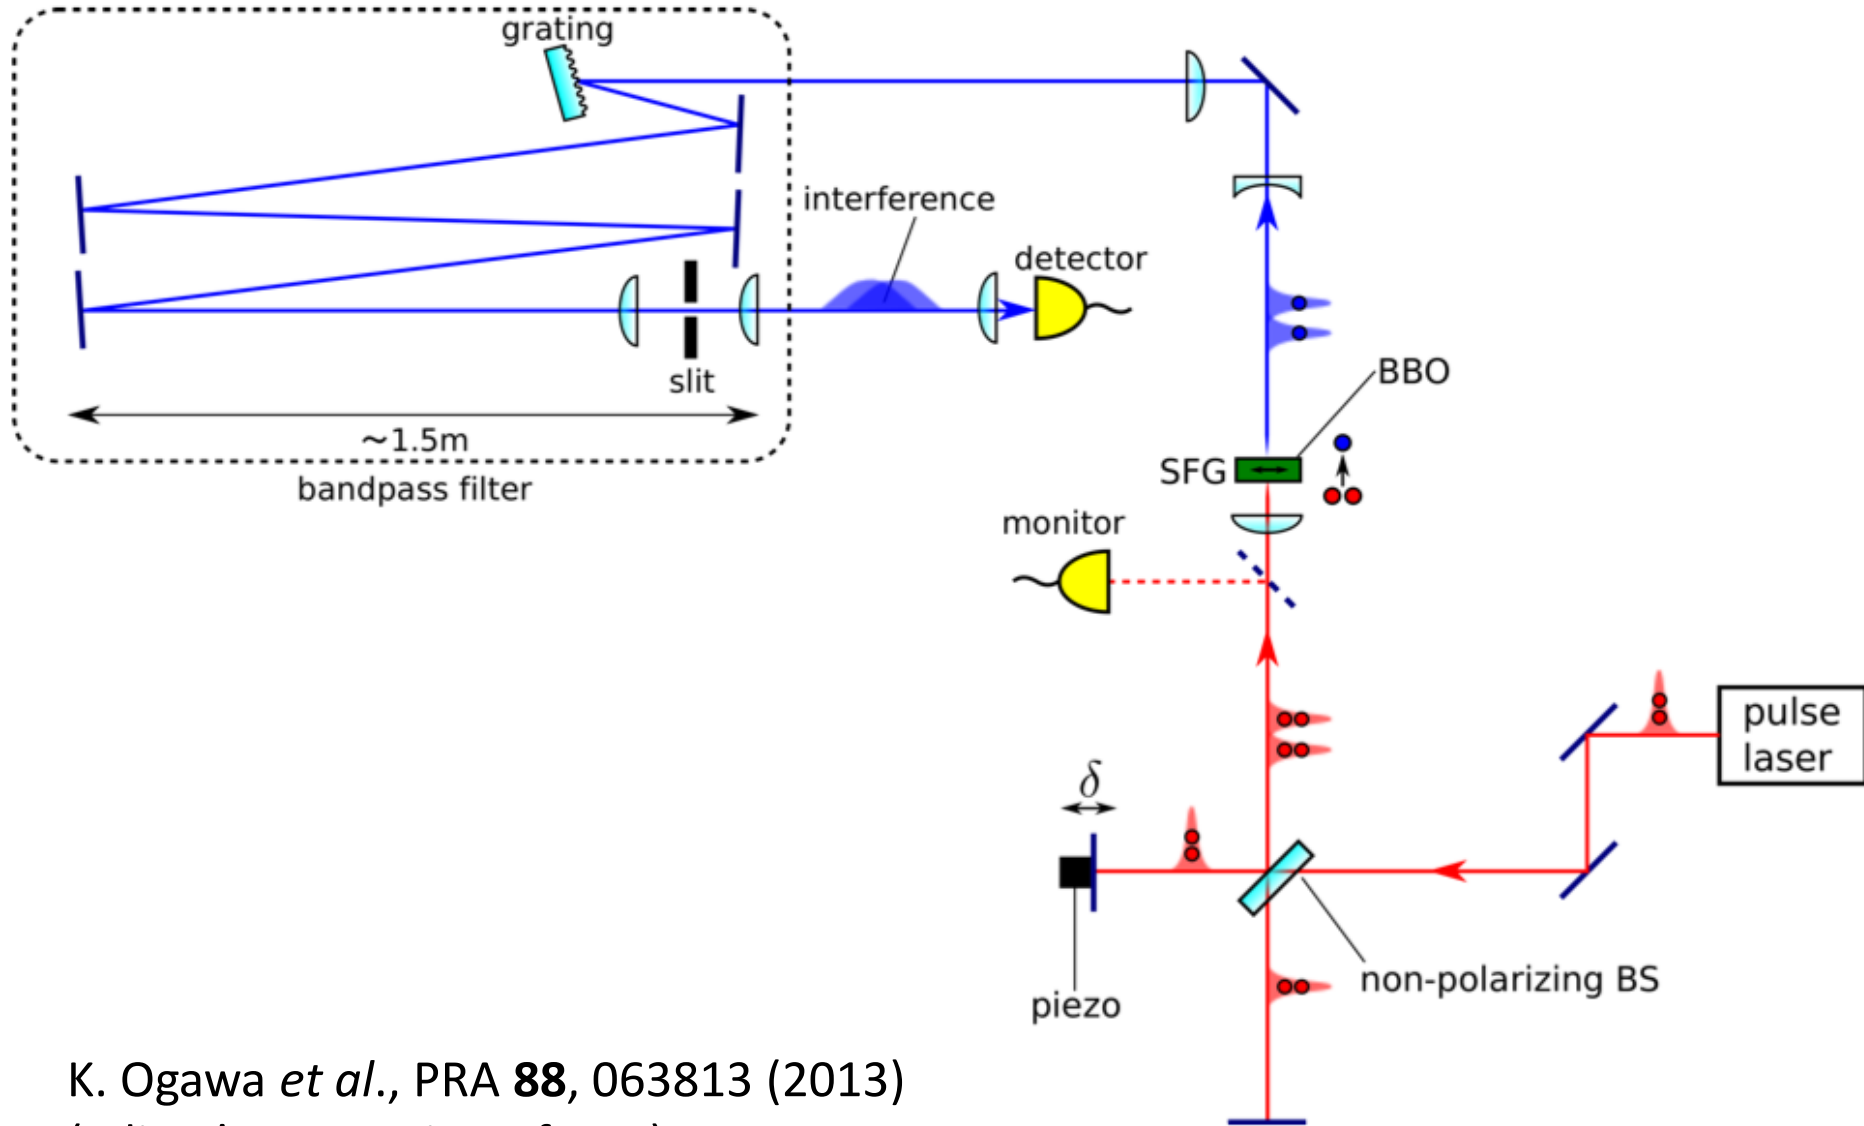 grating
interference
detector
slit
~1.5m
bandpass filter
BBO
SFG
monitor
pulse
laser
δ
non-polarizing BS
piezo
K. Ogawa et al., PRA 88, 063813 (2013)